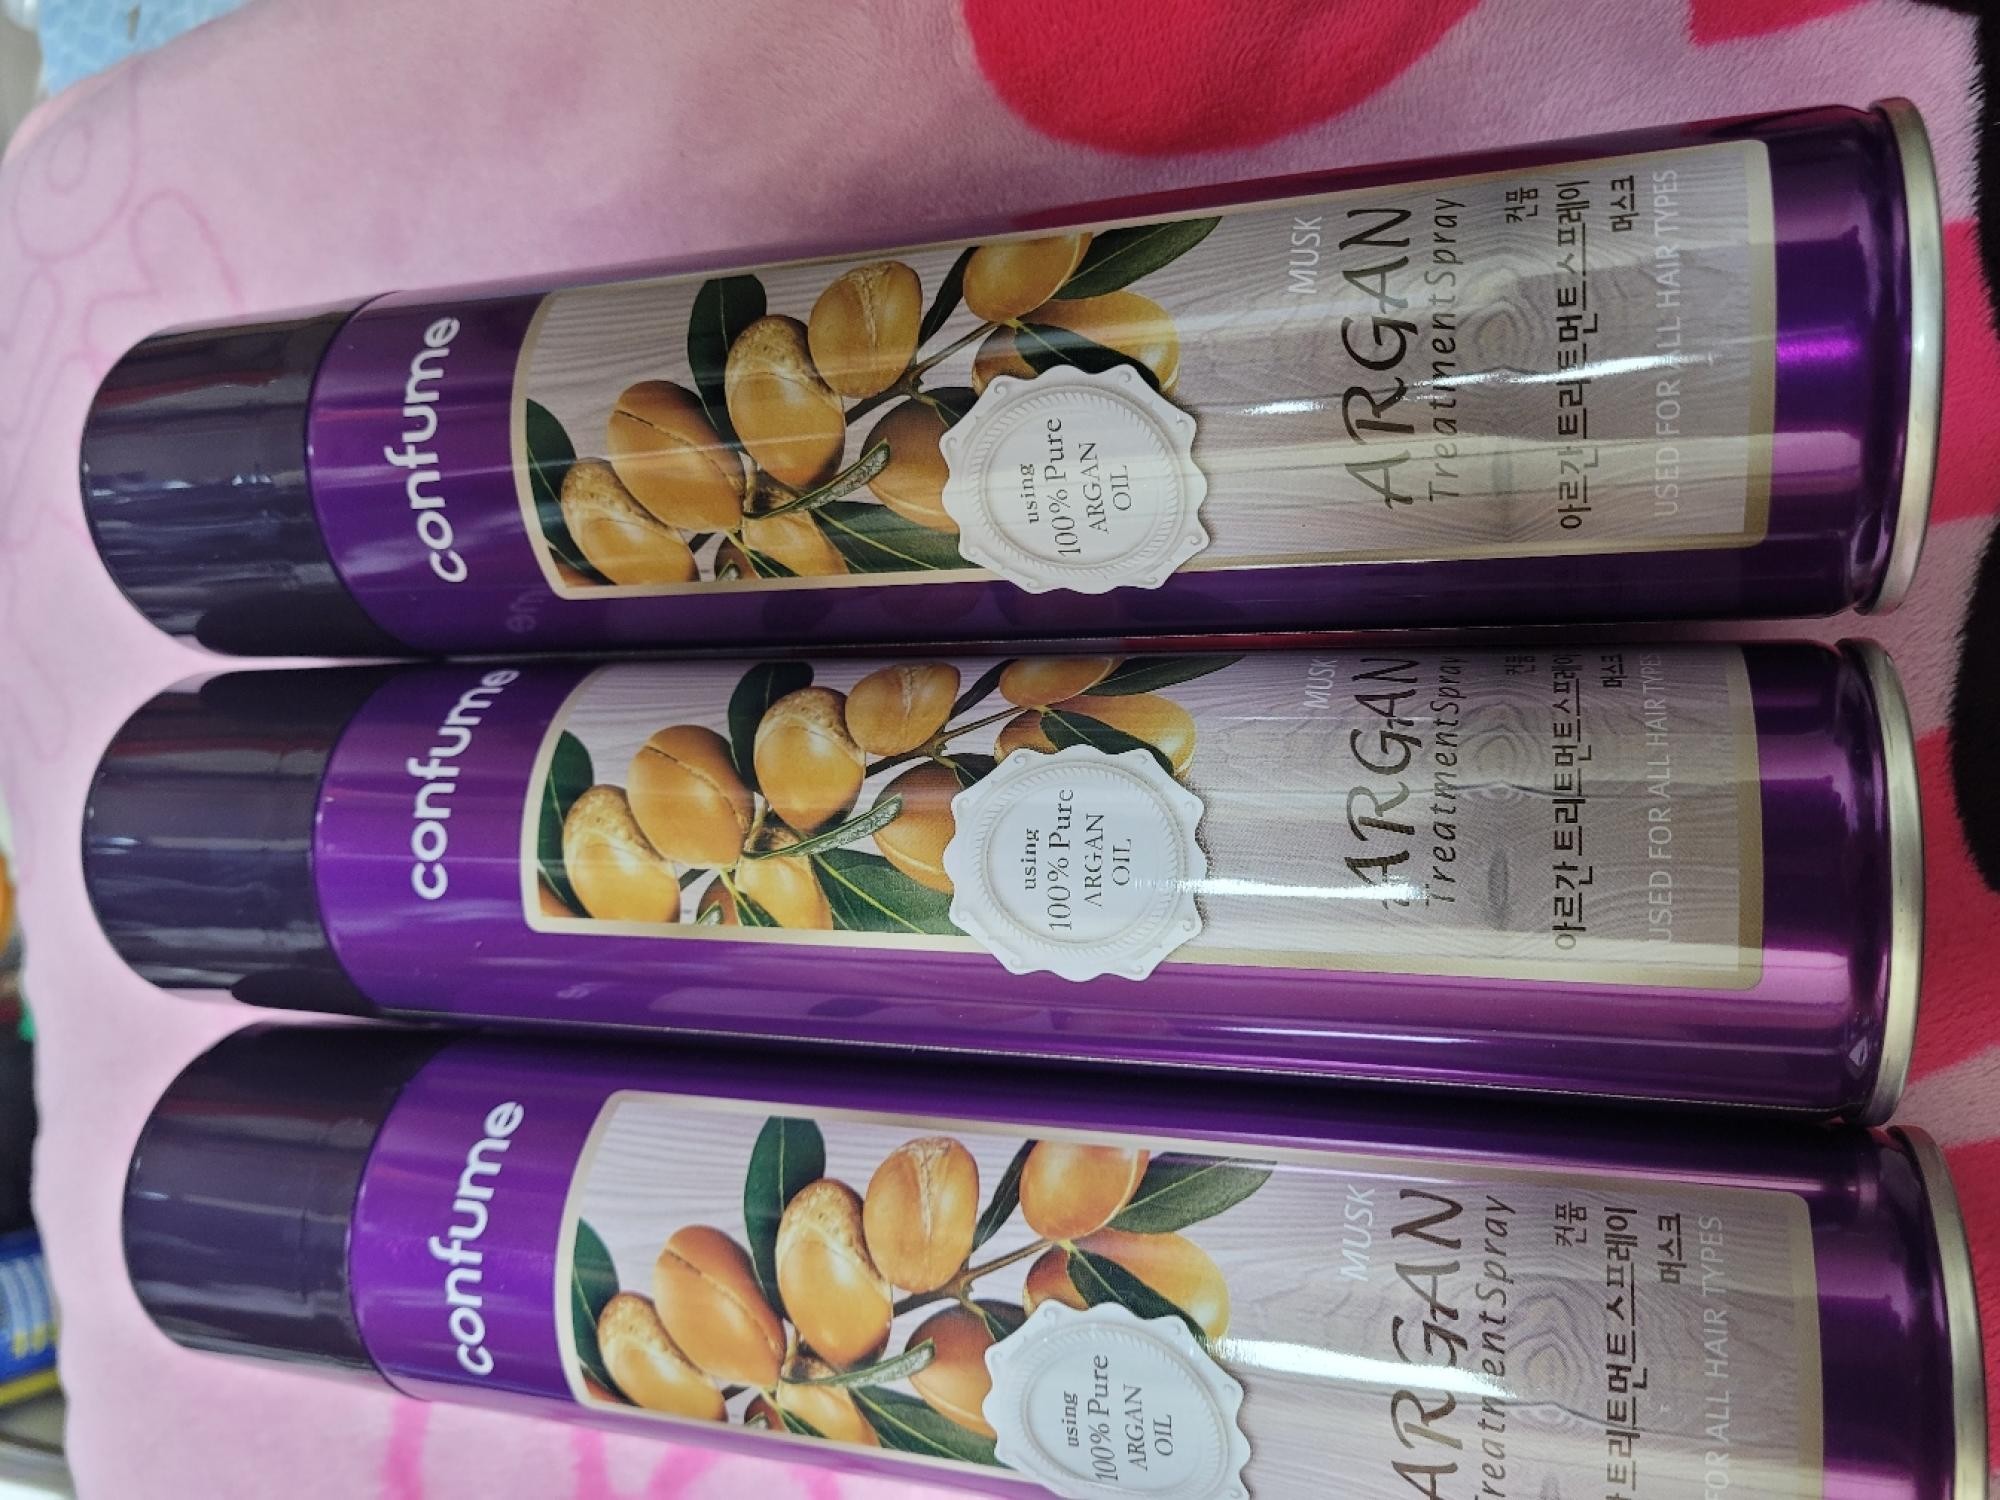 confume
using
100% Pure
ARGAN
OIL
MUSK
ARGAN
TreatmentSpray
컨품
아르간 트리트먼트 스프레이
머스크
USED FOR ALL HAIR TYPES
confume
using
100% Pure
ARGAN
OIL
MUSK
ARGAN
TreatmentSpray
컨품
아르간 트리트먼트 스프레이
머스크
USED FOR ALL HAIR TYPES
confume
using
100% Pure
ARGAN
OIL
MUSK
ARGAN
TreatmentSpray
컨품
트리트먼트 스프레이
머스크
FOR ALL HAIR TYPES